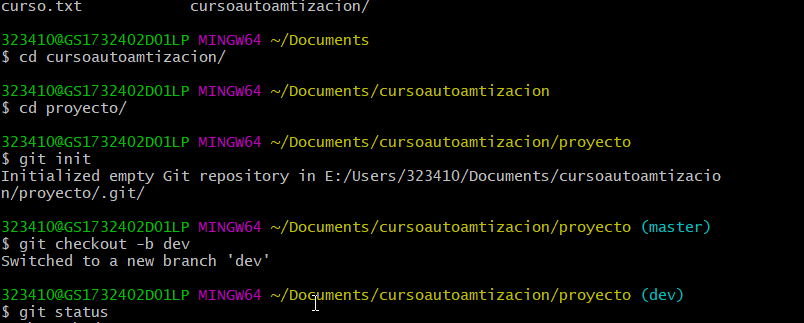 curso.txt cursoautoamtizacion/
323410@GS1732402D01LP MINGW64 ~/Documents
$ cd cursoautoamtizacion/
323410@GS1732402D01LP MINGW64 ~/Documents/cursoautoamtizacion
$ cd proyecto/
323410@GS1732402D01LP MINGW64 ~/Documents/cursoautoamtizacion/proyecto
$ git init
Initialized empty Git repository in E:/Users/323410/Documents/cursoautoamtizacio
n/proyecto/.git/
323410@GS1732402D01LP MINGW64 ~/Documents/cursoautoamtizacion/proyecto (master)
$ git checkout -b dev
Switched to a new branch 'dev'
323410@GS1732402D01LP MINGW64 ~/Documents/cursoautoamtizacion/proyecto (dev)
$ git status